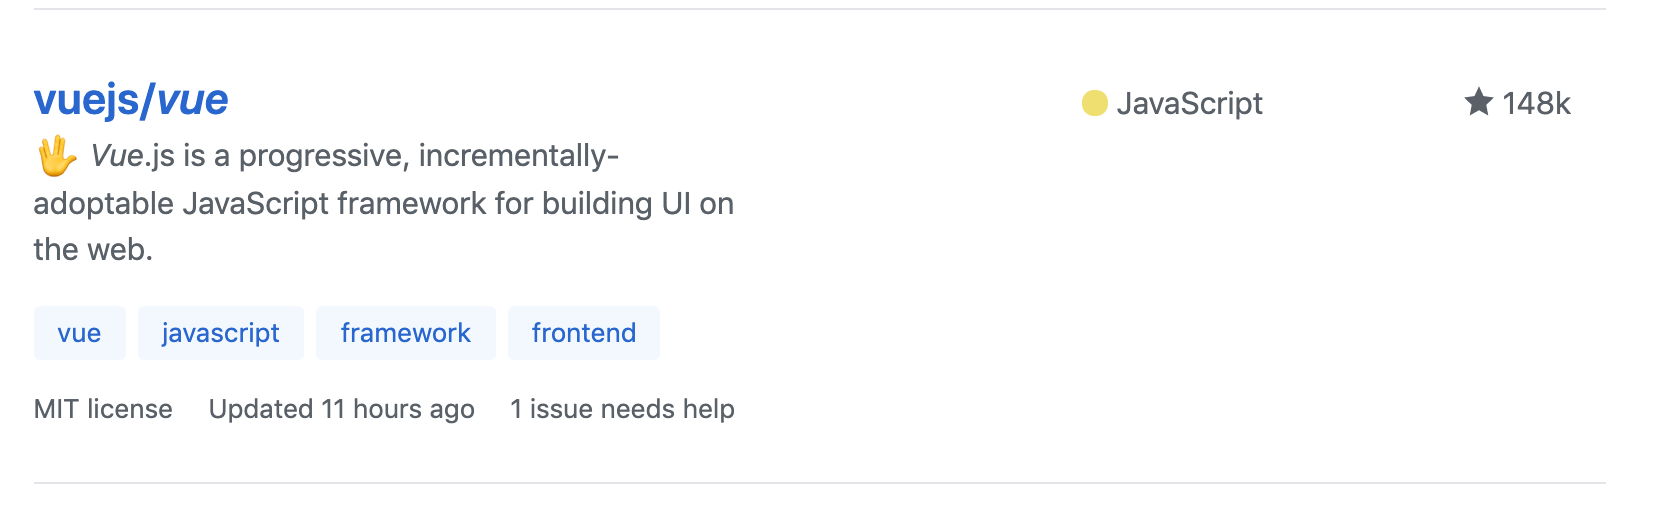 vuejs/vue
JavaScript
148k
🖖 Vue.js is a progressive, incrementally-
adoptable JavaScript framework for building UI on
the web.
vue javascript framework frontend
MIT license Updated 11 hours ago 1 issue needs help